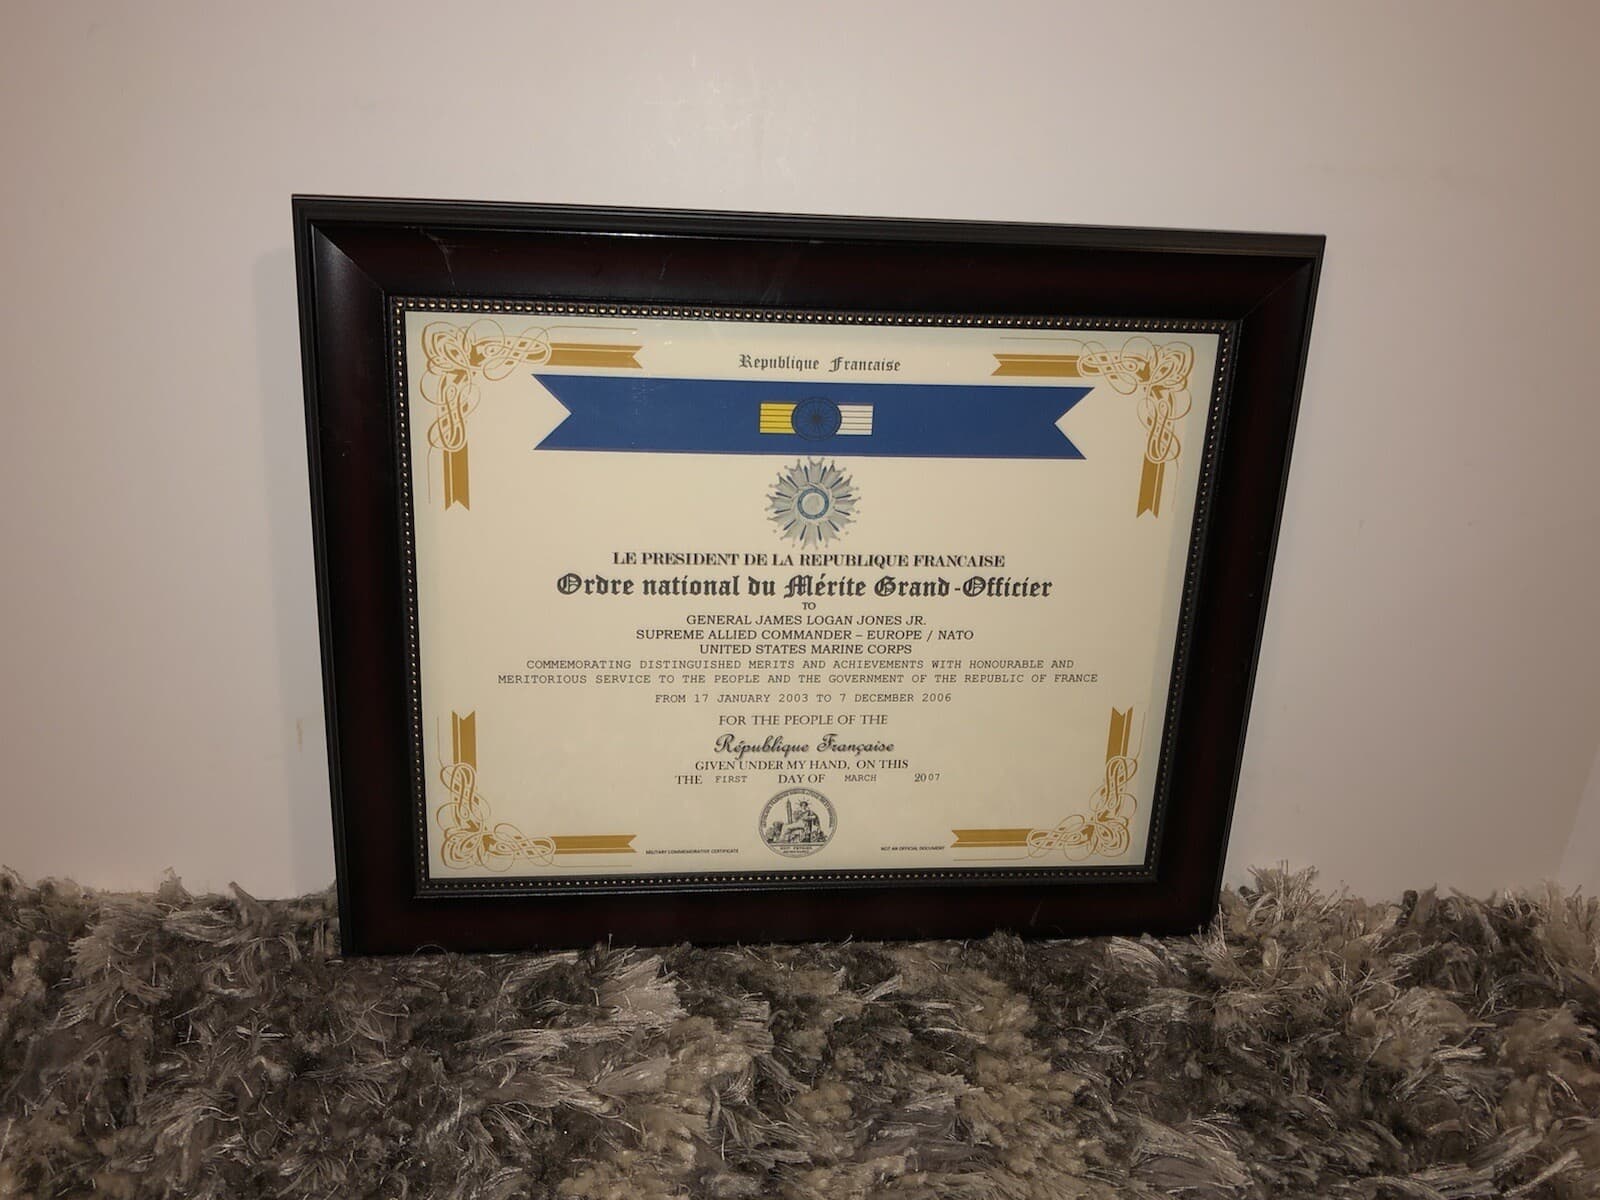 Republique Francaise
LE PRESIDENT DE LA REPUBLIQUE FRANCAISE
Ordre national du Mérite Grand-Officier
TO
GENERAL JAMES LOGAN JONES JR.
SUPREME ALLIED COMMANDER – EUROPE / NATO
UNITED STATES MARINE CORPS
COMMEMORATING DISTINGUISHED MERITS AND ACHIEVEMENTS WITH HONOURABLE AND
MERITORIOUS SERVICE TO THE PEOPLE AND THE GOVERNMENT OF THE REPUBLIC OF FRANCE
FROM 17 JANUARY 2003 TO 7 DECEMBER 2006
FOR THE PEOPLE OF THE
République Française
GIVEN UNDER MY HAND, ON THIS
THE FIRST DAY OF MARCH 2007
MILITARY COMMEMORATIVE CERTIFICATE NOT AN OFFICIAL DOCUMENT